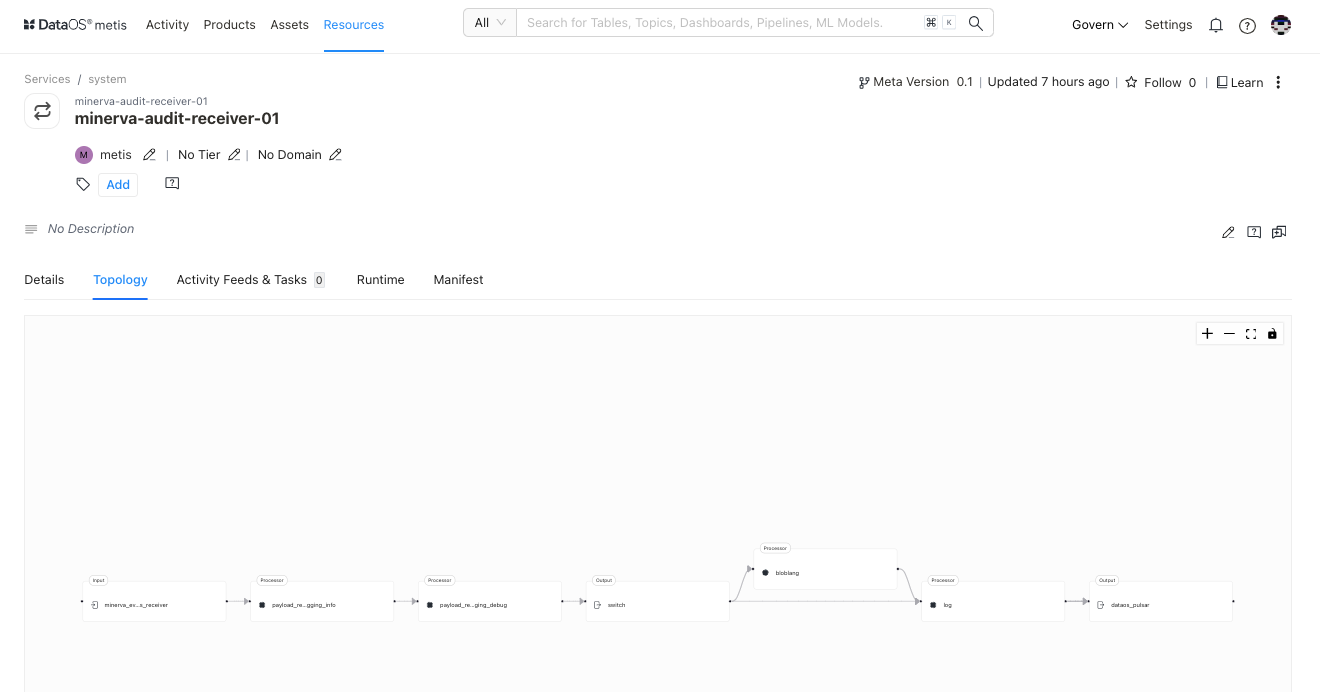 DataOS® metis Activity Products Assets Resources All Search for Tables, Topics, Dashboards, Pipelines, ML Models. ⌘ K Govern Settings
Services / system
Meta Version 0.1 | Updated 7 hours ago | Follow 0 | Learn
minerva-audit-receiver-01
minerva-audit-receiver-01
M metis | No Tier | No Domain
Add
No Description
Details Topology Activity Feeds & Tasks 0 Runtime Manifest
Processor
bloblang
Input Processor Processor Output Processor Output
minerva_ev...s_receiver payload_re...gging_info payload_re...ging_debug switch log dataos_pulsar